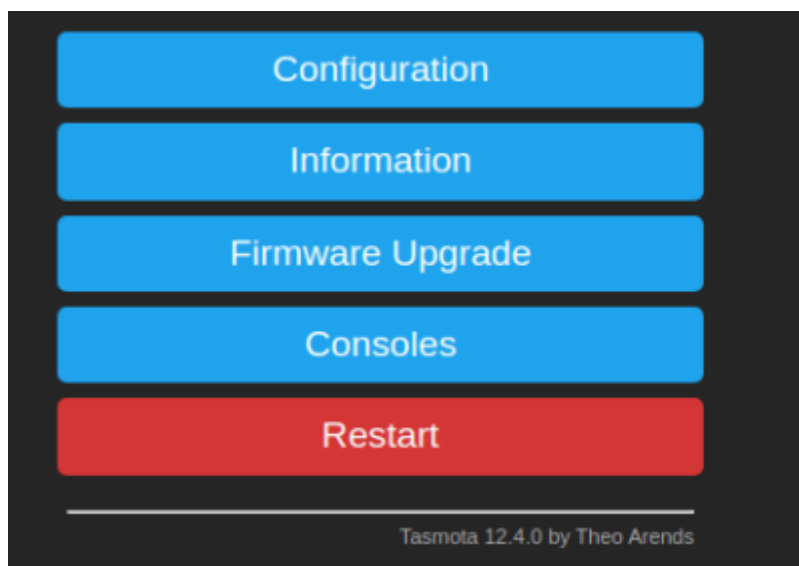 Configuration
Information
Firmware Upgrade
Consoles
Restart
Tasmota 12.4.0 by Theo Arends